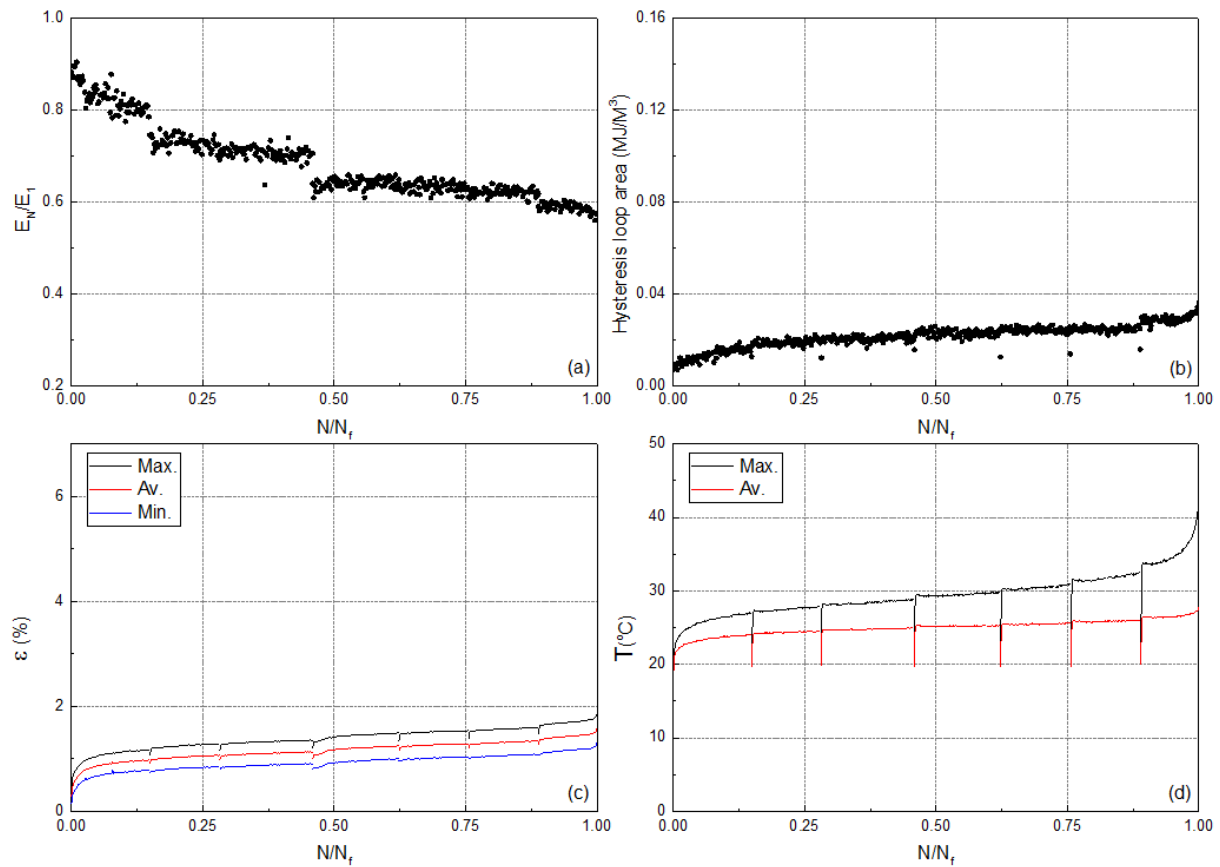 1.0
0.8
0.6
0.4
0.2
E_N/E_1
0.00
0.25
0.50
0.75
1.00
N/N_f
(a)
0.16
0.12
0.08
0.04
0.00
Hysteresis loop area (MJ/M³)
0.00
0.25
0.50
0.75
1.00
N/N_f
(b)
6
4
2
0
ε (%)
Max.
Av.
Min.
0.00
0.25
0.50
0.75
1.00
N/N_f
(c)
50
40
30
20
10
0
T(ºC)
Max.
Av.
0.00
0.25
0.50
0.75
1.00
N/N_f
(d)